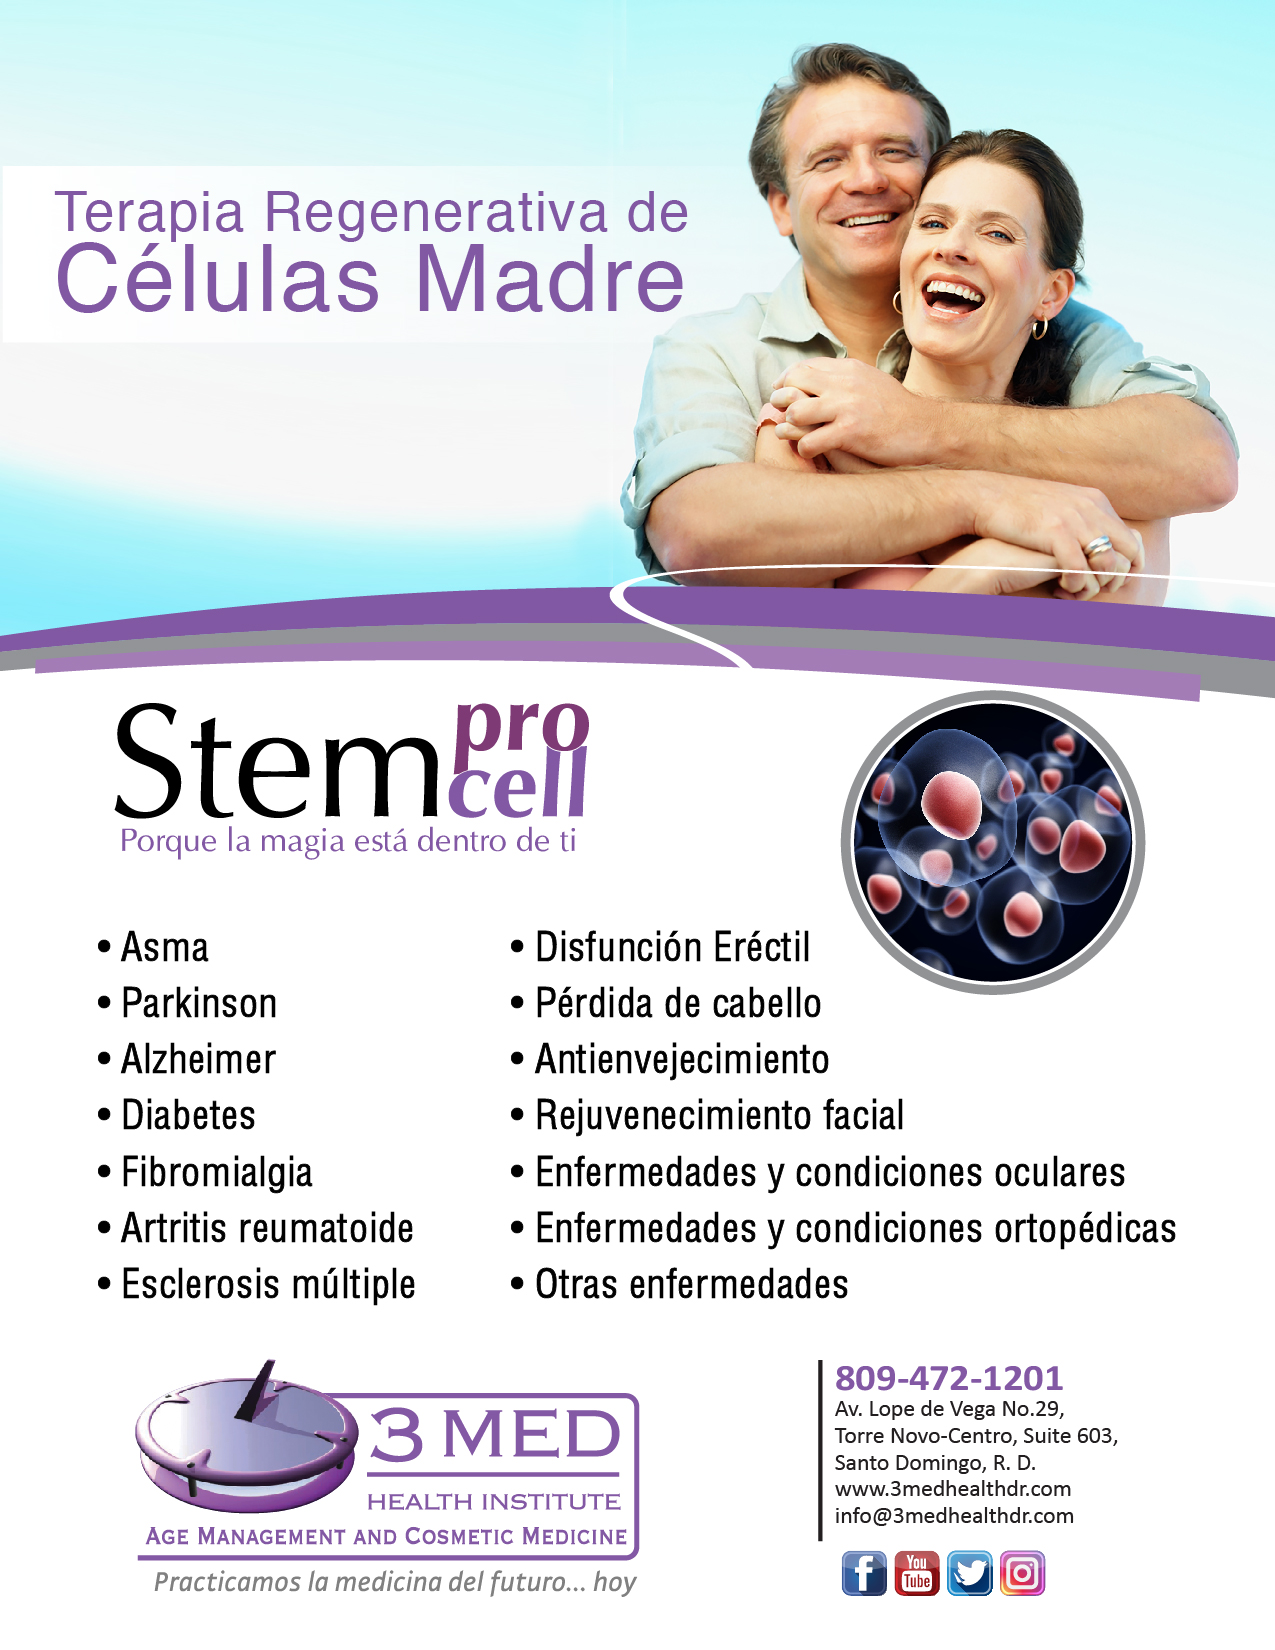 Terapia Regenerativa de
Células Madre
Stem pro cell
Porque la magia está dentro de ti
• Asma
• Parkinson
• Alzheimer
• Diabetes
• Fibromialgia
• Artritis reumatoide
• Esclerosis múltiple
• Disfunción Eréctil
• Pérdida de cabello
• Antienvejecimiento
• Rejuvenecimiento facial
• Enfermedades y condiciones oculares
• Enfermedades y condiciones ortopédicas
• Otras enfermedades
3 MED
HEALTH INSTITUTE
AGE MANAGEMENT AND COSMETIC MEDICINE
Practicamos la medicina del futuro... hoy
809-472-1201
Av. Lope de Vega No.29,
Torre Novo-Centro, Suite 603,
Santo Domingo, R. D.
www.3medhealthdr.com
info@3medhealthdr.com
f
You
Tube